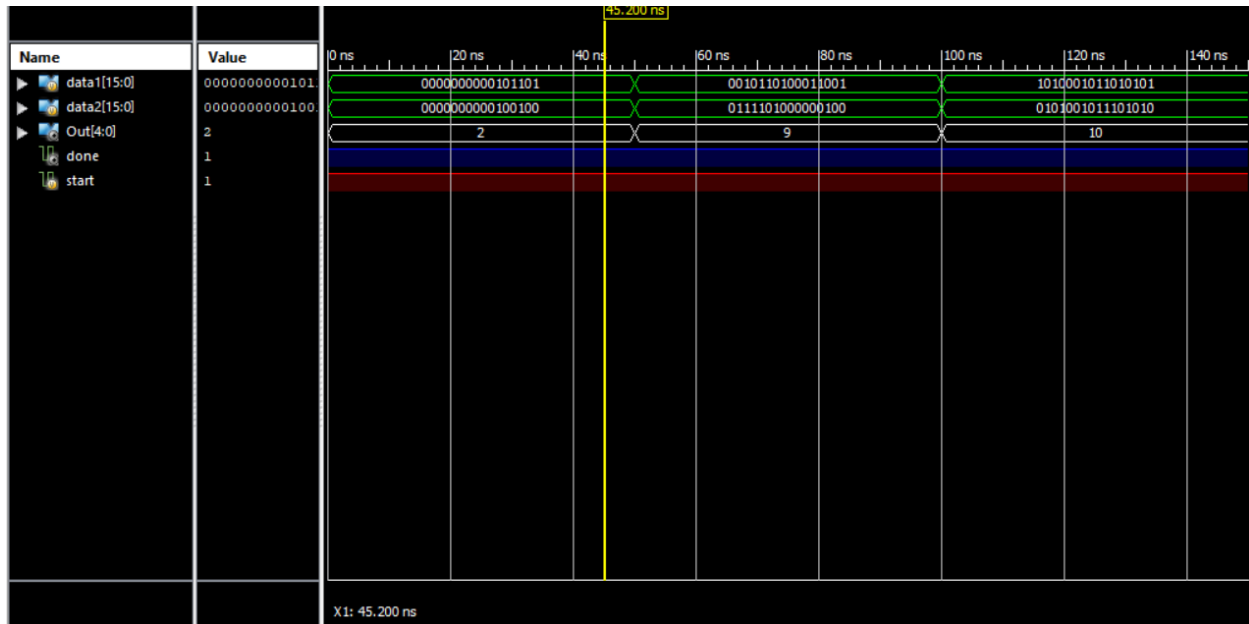 45.200 ns
Name Value 0 ns 20 ns 40 ns 60 ns 80 ns 100 ns 120 ns 140 ns
data1[15:0] 0000000000101 0000000000101101 0010110100011001 1010001011010101
data2[15:0] 0000000000100 0000000000100100 0111101000000100 0101001011101010
Out[4:0] 2 2 9 10
done 1
start 1
X1: 45.200 ns